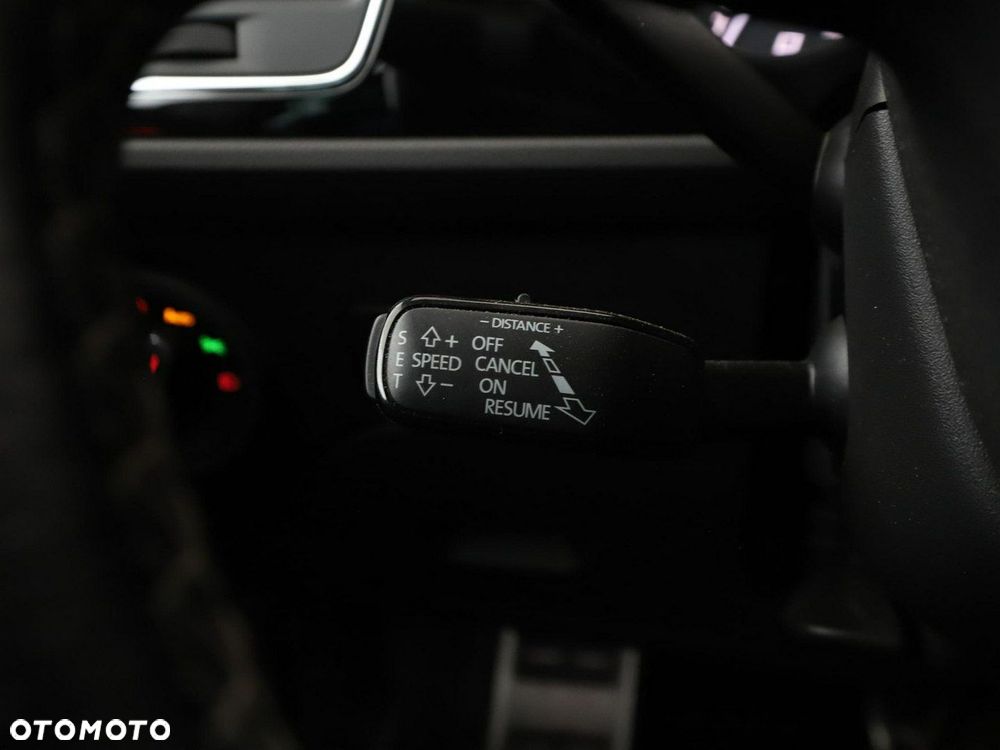 − DISTANCE +
S ⇧ + OFF
E SPEED CANCEL
T ⇩ − ON
RESUME
OTOMOTO